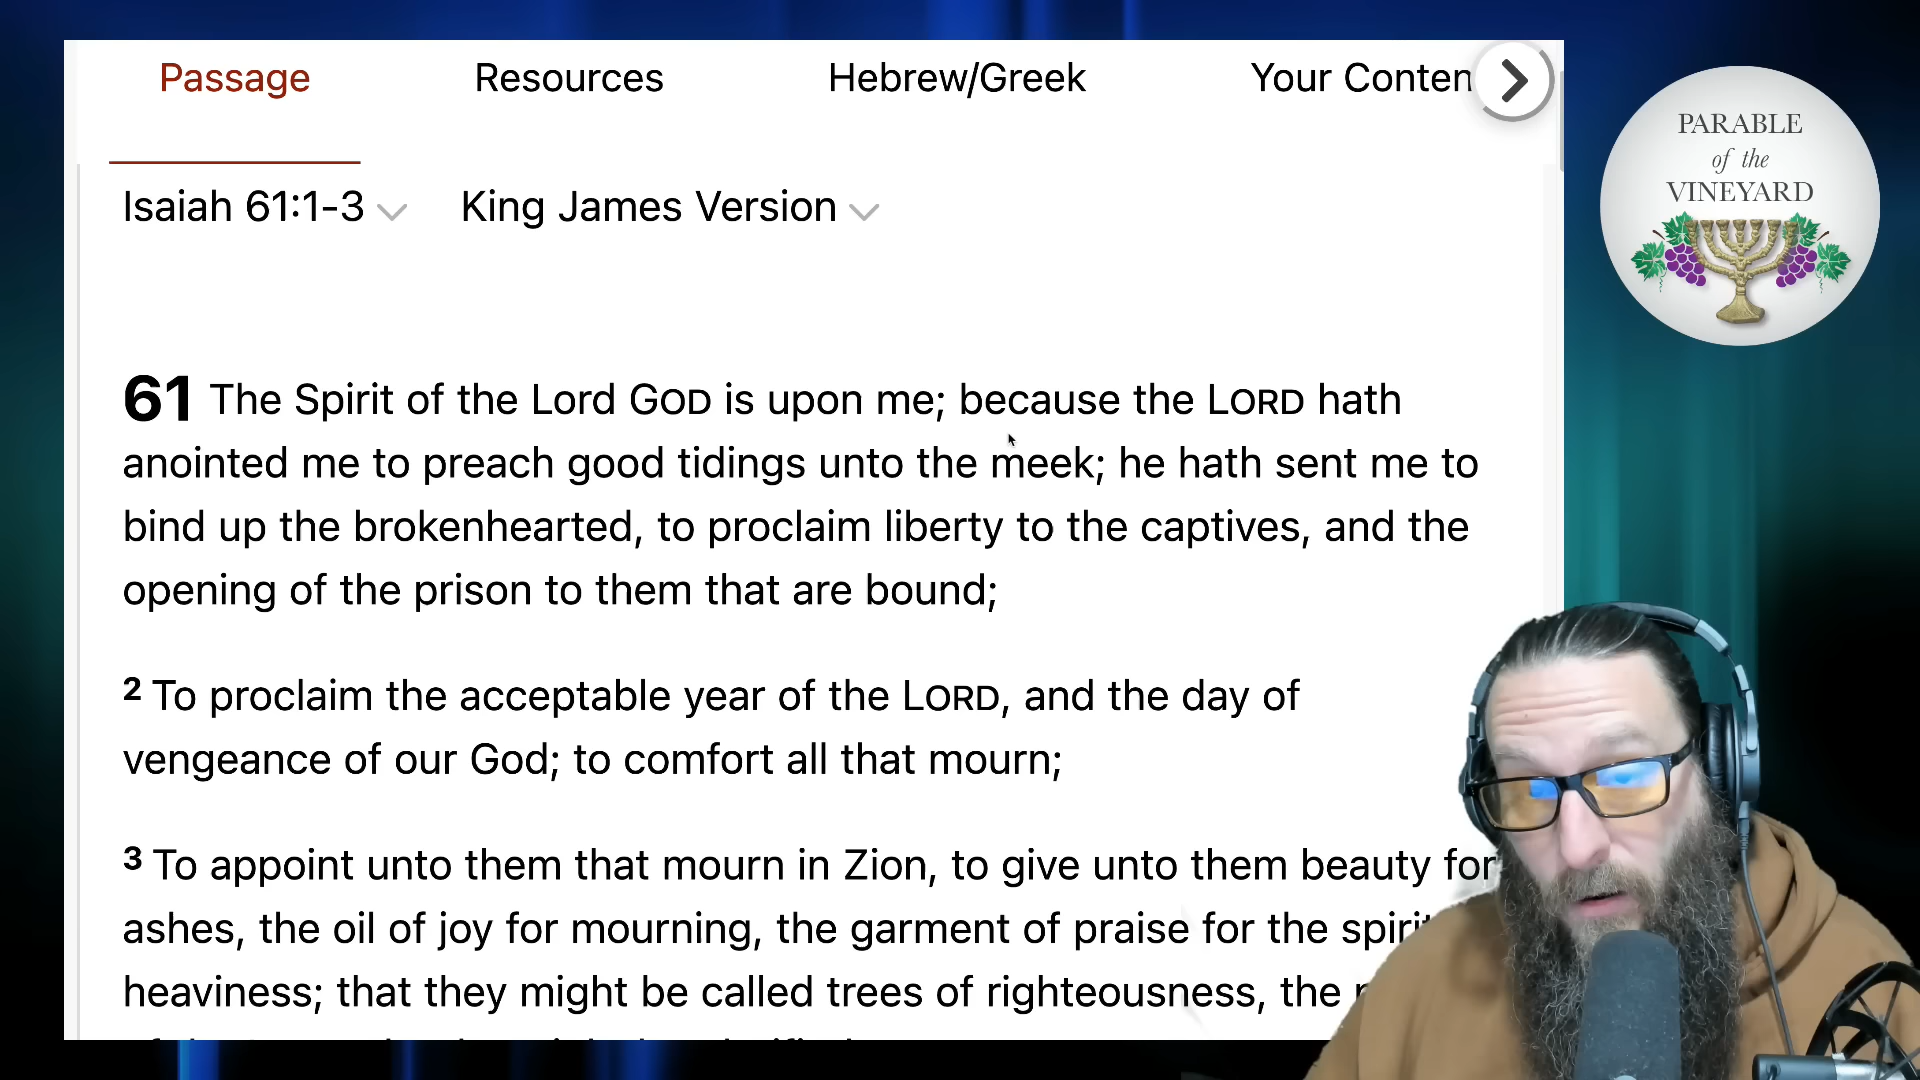 Passage Resources Hebrew/Greek Your Conten
Isaiah 61:1-3 King James Version
61 The Spirit of the Lord GOD is upon me; because the LORD hath
anointed me to preach good tidings unto the meek; he hath sent me to
bind up the brokenhearted, to proclaim liberty to the captives, and the
opening of the prison to them that are bound;
2 To proclaim the acceptable year of the LORD, and the day of
vengeance of our God; to comfort all that mourn;
3 To appoint unto them that mourn in Zion, to give unto them beauty for
ashes, the oil of joy for mourning, the garment of praise for the spirit
heaviness; that they might be called trees of righteousness, the
PARABLE
of the
VINEYARD